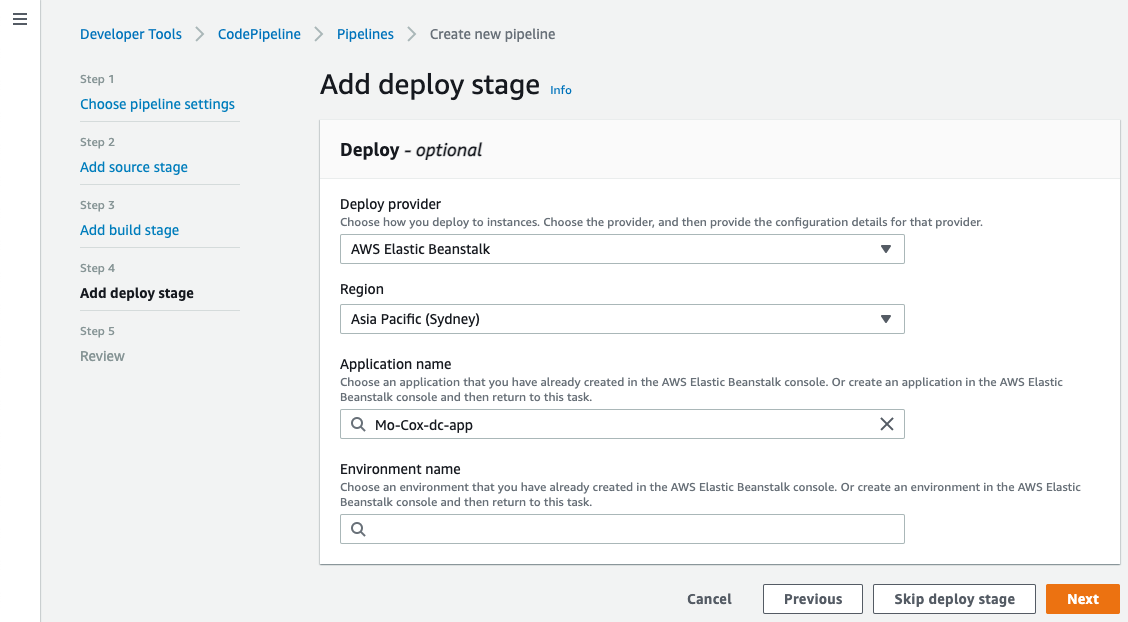 Developer Tools > CodePipeline > Pipelines > Create new pipeline
Step 1
Choose pipeline settings
Step 2
Add source stage
Step 3
Add build stage
Step 4
Add deploy stage
Step 5
Review
Add deploy stage Info
Deploy - optional
Deploy provider
Choose how you deploy to instances. Choose the provider, and then provide the configuration details for that provider.
AWS Elastic Beanstalk
Region
Asia Pacific (Sydney)
Application name
Choose an application that you have already created in the AWS Elastic Beanstalk console. Or create an application in the AWS Elastic
Beanstalk console and then return to this task.
Mo-Cox-dc-app
Environment name
Choose an environment that you have already created in the AWS Elastic Beanstalk console. Or create an environment in the AWS Elastic
Beanstalk console and then return to this task.
Cancel Previous Skip deploy stage Next